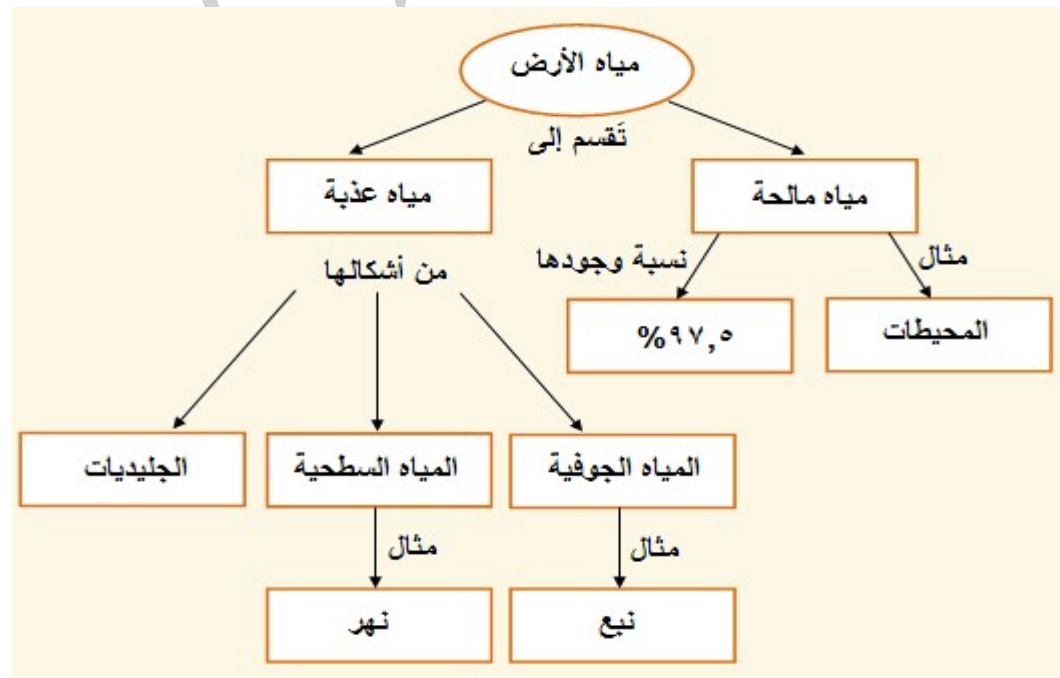 مياه الأرض
تَقسم إلى
مياه مالحة
مياه عذبة
مثال
نسبة وجودها
من أشكالها
المحيطات
%٩٧,٥
المياه الجوفية
المياه السطحية
الجليديات
مثال
مثال
نبع
نهر